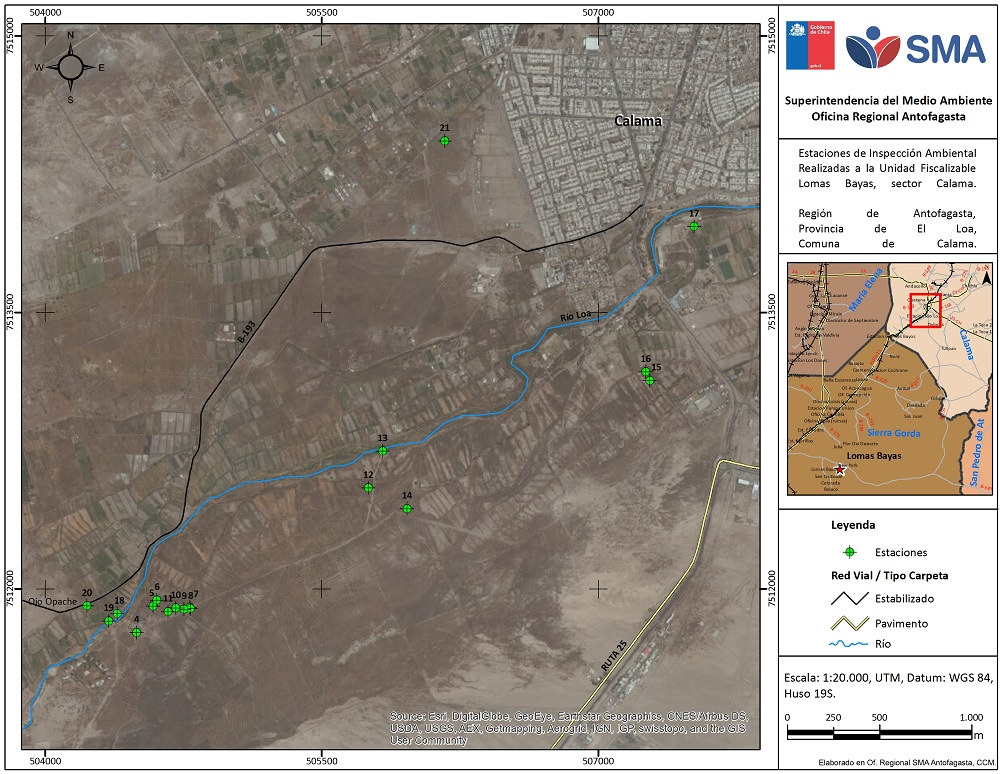 504000
505500
507000
7515000
7515000
N
W
E
S
21
Calama
17
7513500
7513500
B-193
Río Loa
16
15
13
12
14
7512000
7512000
Ojo Opache
20
19
18
4
5
6
11
10
9
8
7
RUTA 25
Source: Esri, DigitalGlobe, GeoEye, Earthstar Geographics, CNES/Airbus DS,
USDA, USGS, AEX, Getmapping, Aerogrid, IGN, IGP, swisstopo, and the GIS
User Community
504000
505500
507000
Gobierno
de Chile
SMA
Superintendencia del Medio Ambiente
Oficina Regional Antofagasta
Estaciones de Inspección Ambiental
Realizadas a la Unidad Fiscalizable
Lomas Bayas, sector Calama.
Región de Antofagasta,
Provincia de El Loa,
Comuna de Calama.
María Elena
Calama
Sierra Gorda
San Pedro de At
Lomas Bayas
Leyenda
Estaciones
Red Vial / Tipo Carpeta
Estabilizado
Pavimento
Río
Escala: 1:20.000, UTM, Datum: WGS 84,
Huso 19S.
0 250 500 1.000
m
Elaborado en Of. Regional SMA Antofagasta, CCM